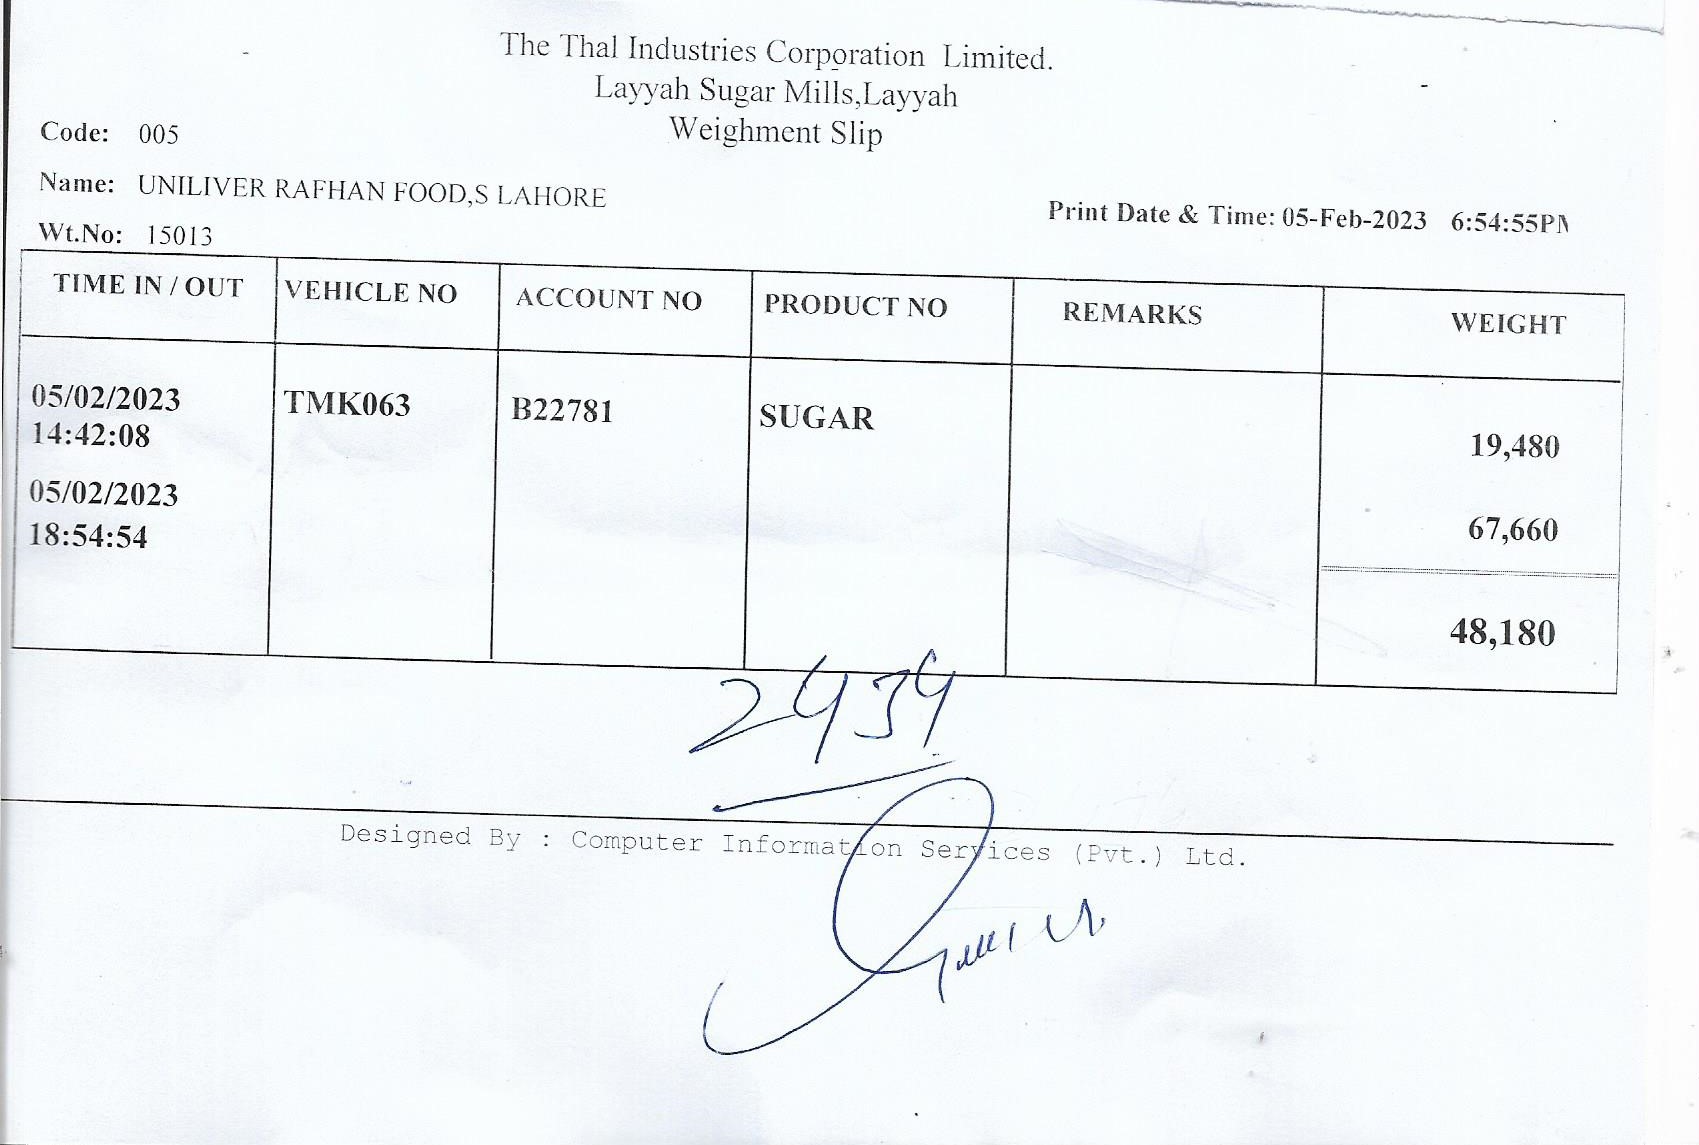 The Thal Industries Corporation Limited.
Layyah Sugar Mills,Layyah
Weighment Slip
Code: 005
Name: UNILIVER RAFHAN FOOD,S LAHORE
Print Date & Time: 05-Feb-2023 6:54:55PM
Wt.No: 15013
TIME IN / OUT VEHICLE NO ACCOUNT NO PRODUCT NO REMARKS WEIGHT
05/02/2023 TMK063 B22781 SUGAR
14:42:08 19,480
05/02/2023
18:54:54 67,660
48,180
2434
Designed By : Computer Information Services (Pvt.) Ltd.